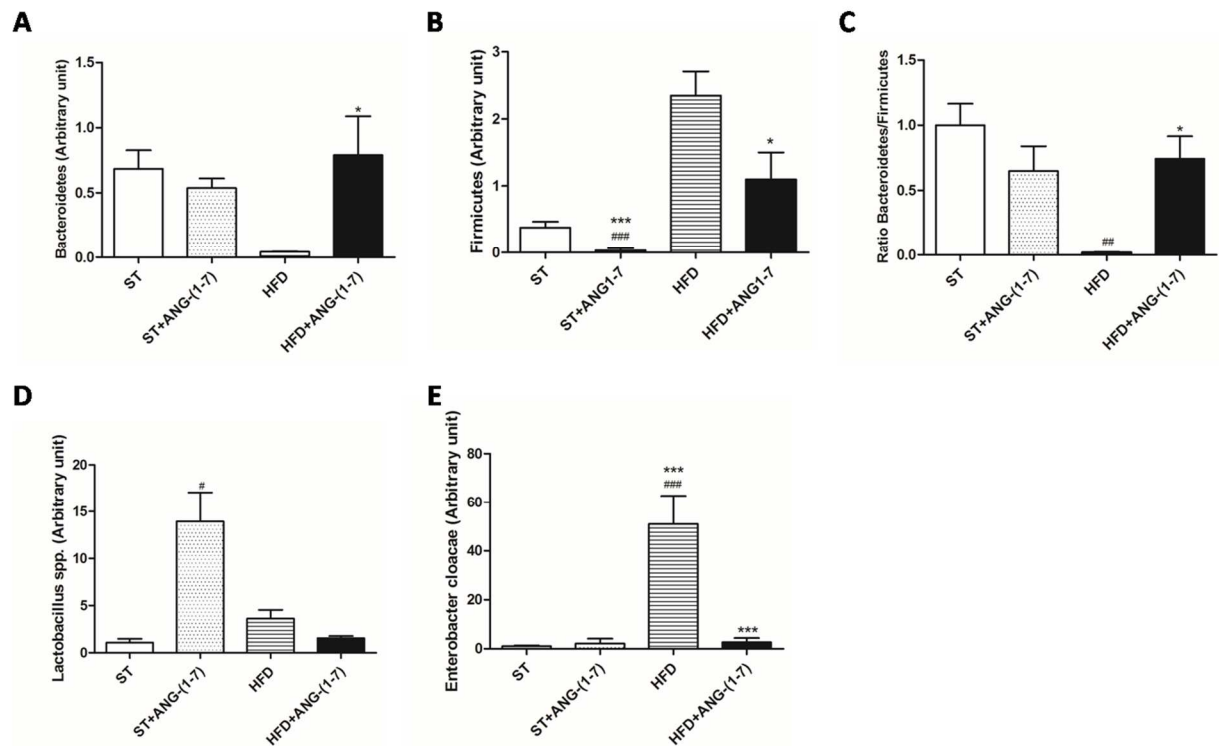 A
Bacteroidetes (Arbitrary unit)
1.5
1.0
0.5
0.0
*
ST
ST+ANG-(1-7)
HFD
HFD+ANG-(1-7)
B
Firmicutes (Arbitrary unit)
3
2
1
0
***
###
*
ST
ST+ANG1-7
HFD
HFD+ANG1-7
C
Ratio Bacteroidetes/Firmicutes
1.5
1.0
0.5
0.0
##
*
ST
ST+ANG-(1-7)
HFD
HFD+ANG-(1-7)
D
Lactobacillus spp. (Arbitrary unit)
20
15
10
5
0
#
ST
ST+ANG-(1-7)
HFD
HFD+ANG-(1-7)
E
Enterobacter cloacae (Arbitrary unit)
80
60
40
20
0
***
###
***
ST
ST+ANG-(1-7)
HFD
HFD+ANG-(1-7)